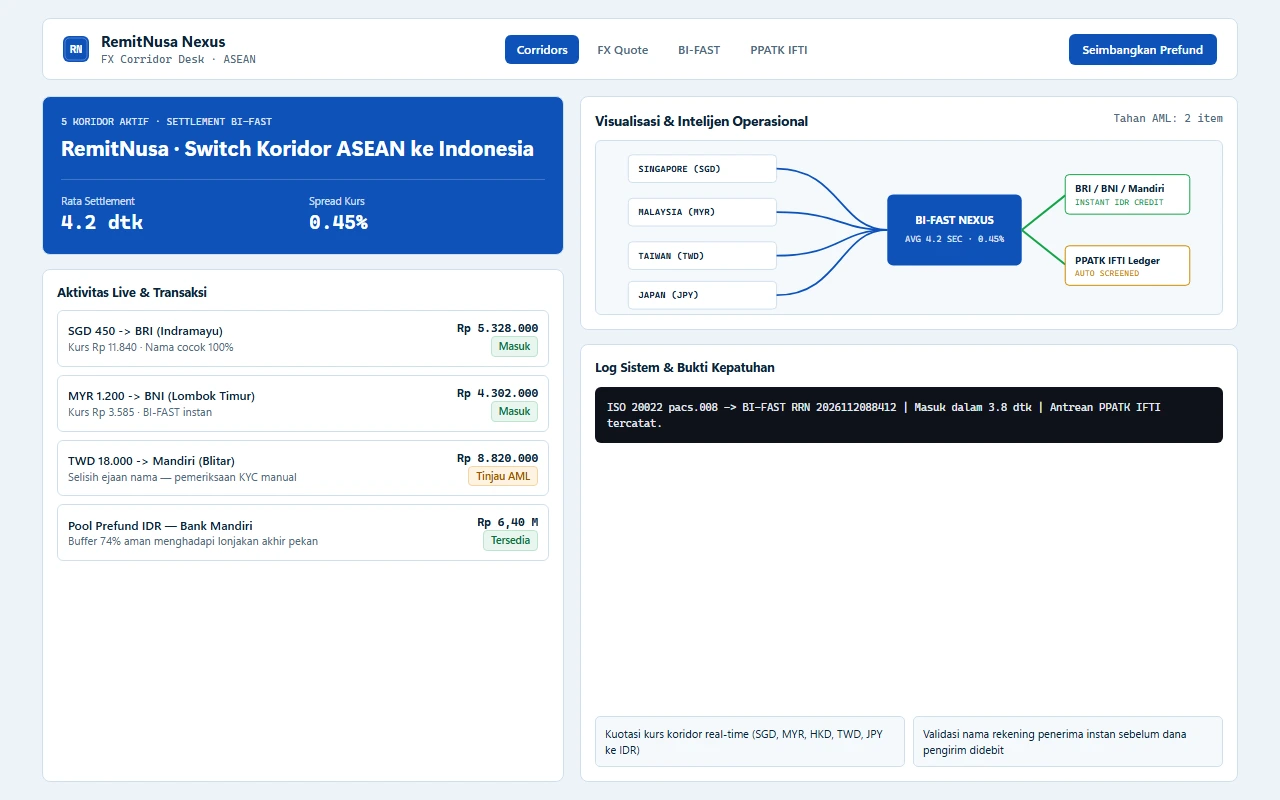 RN
RemitNusa Nexus
FX Corridor Desk · ASEAN
Corridors
FX Quote
BI-FAST
PPATK IFTI
Seimbangkan Prefund
5 KORIDOR AKTIF · SETTLEMENT BI-FAST
RemitNusa · Switch Koridor ASEAN ke Indonesia
Rata Settlement
4.2 dtk
Spread Kurs
0.45%
Aktivitas Live & Transaksi
SGD 450 -> BRI (Indramayu)
Kurs Rp 11.840 · Nama cocok 100%
Rp 5.328.000
Masuk
MYR 1.200 -> BNI (Lombok Timur)
Kurs Rp 3.585 · BI-FAST instan
Rp 4.302.000
Masuk
TWD 18.000 -> Mandiri (Blitar)
Selisih ejaan nama — pemeriksaan KYC manual
Rp 8.820.000
Tinjau AML
Pool Prefund IDR — Bank Mandiri
Buffer 74% aman menghadapi lonjakan akhir pekan
Rp 6,40 M
Tersedia
Visualisasi & Intelijen Operasional
Tahan AML: 2 item
SINGAPORE (SGD)
MALAYSIA (MYR)
TAIWAN (TWD)
JAPAN (JPY)
BI-FAST NEXUS
AVG 4.2 SEC · 0.45%
BRI / BNI / Mandiri
INSTANT IDR CREDIT
PPATK IFTI Ledger
AUTO SCREENED
Log Sistem & Bukti Kepatuhan
ISO 20022 pacs.008 -> BI-FAST RRN 2026112088412 | Masuk dalam 3.8 dtk | Antrean PPATK IFTI
tercatat.
Kuotasi kurs koridor real-time (SGD, MYR, HKD, TWD, JPY
ke IDR)
Validasi nama rekening penerima instan sebelum dana
pengirim didebit